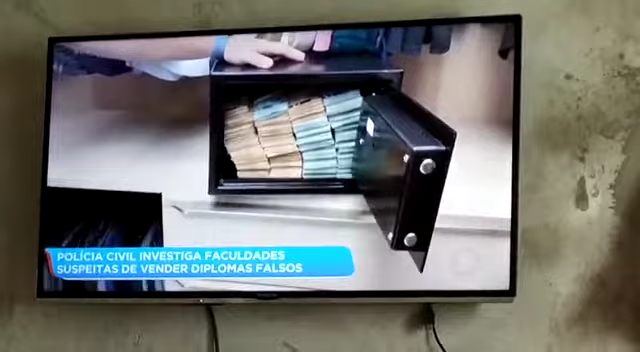 POLÍCIA CIVIL INVESTIGA FACULDADES
SUSPEITAS DE VENDER DIPLOMAS FALSOS